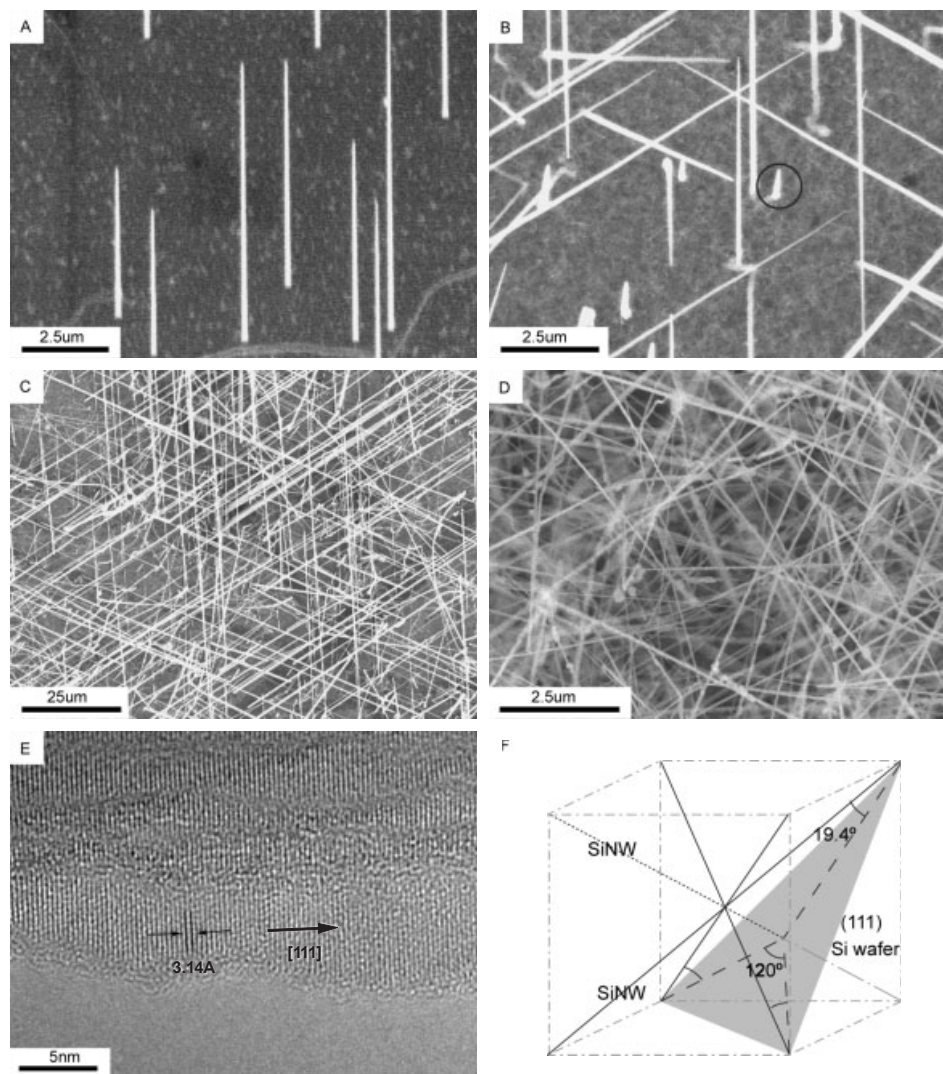 A
2.5um
B
2.5um
C
25um
D
2.5um
E
3.14A
[111]
5nm
F
SiNW
19.4º
(111)
Si wafer
120º
SiNW